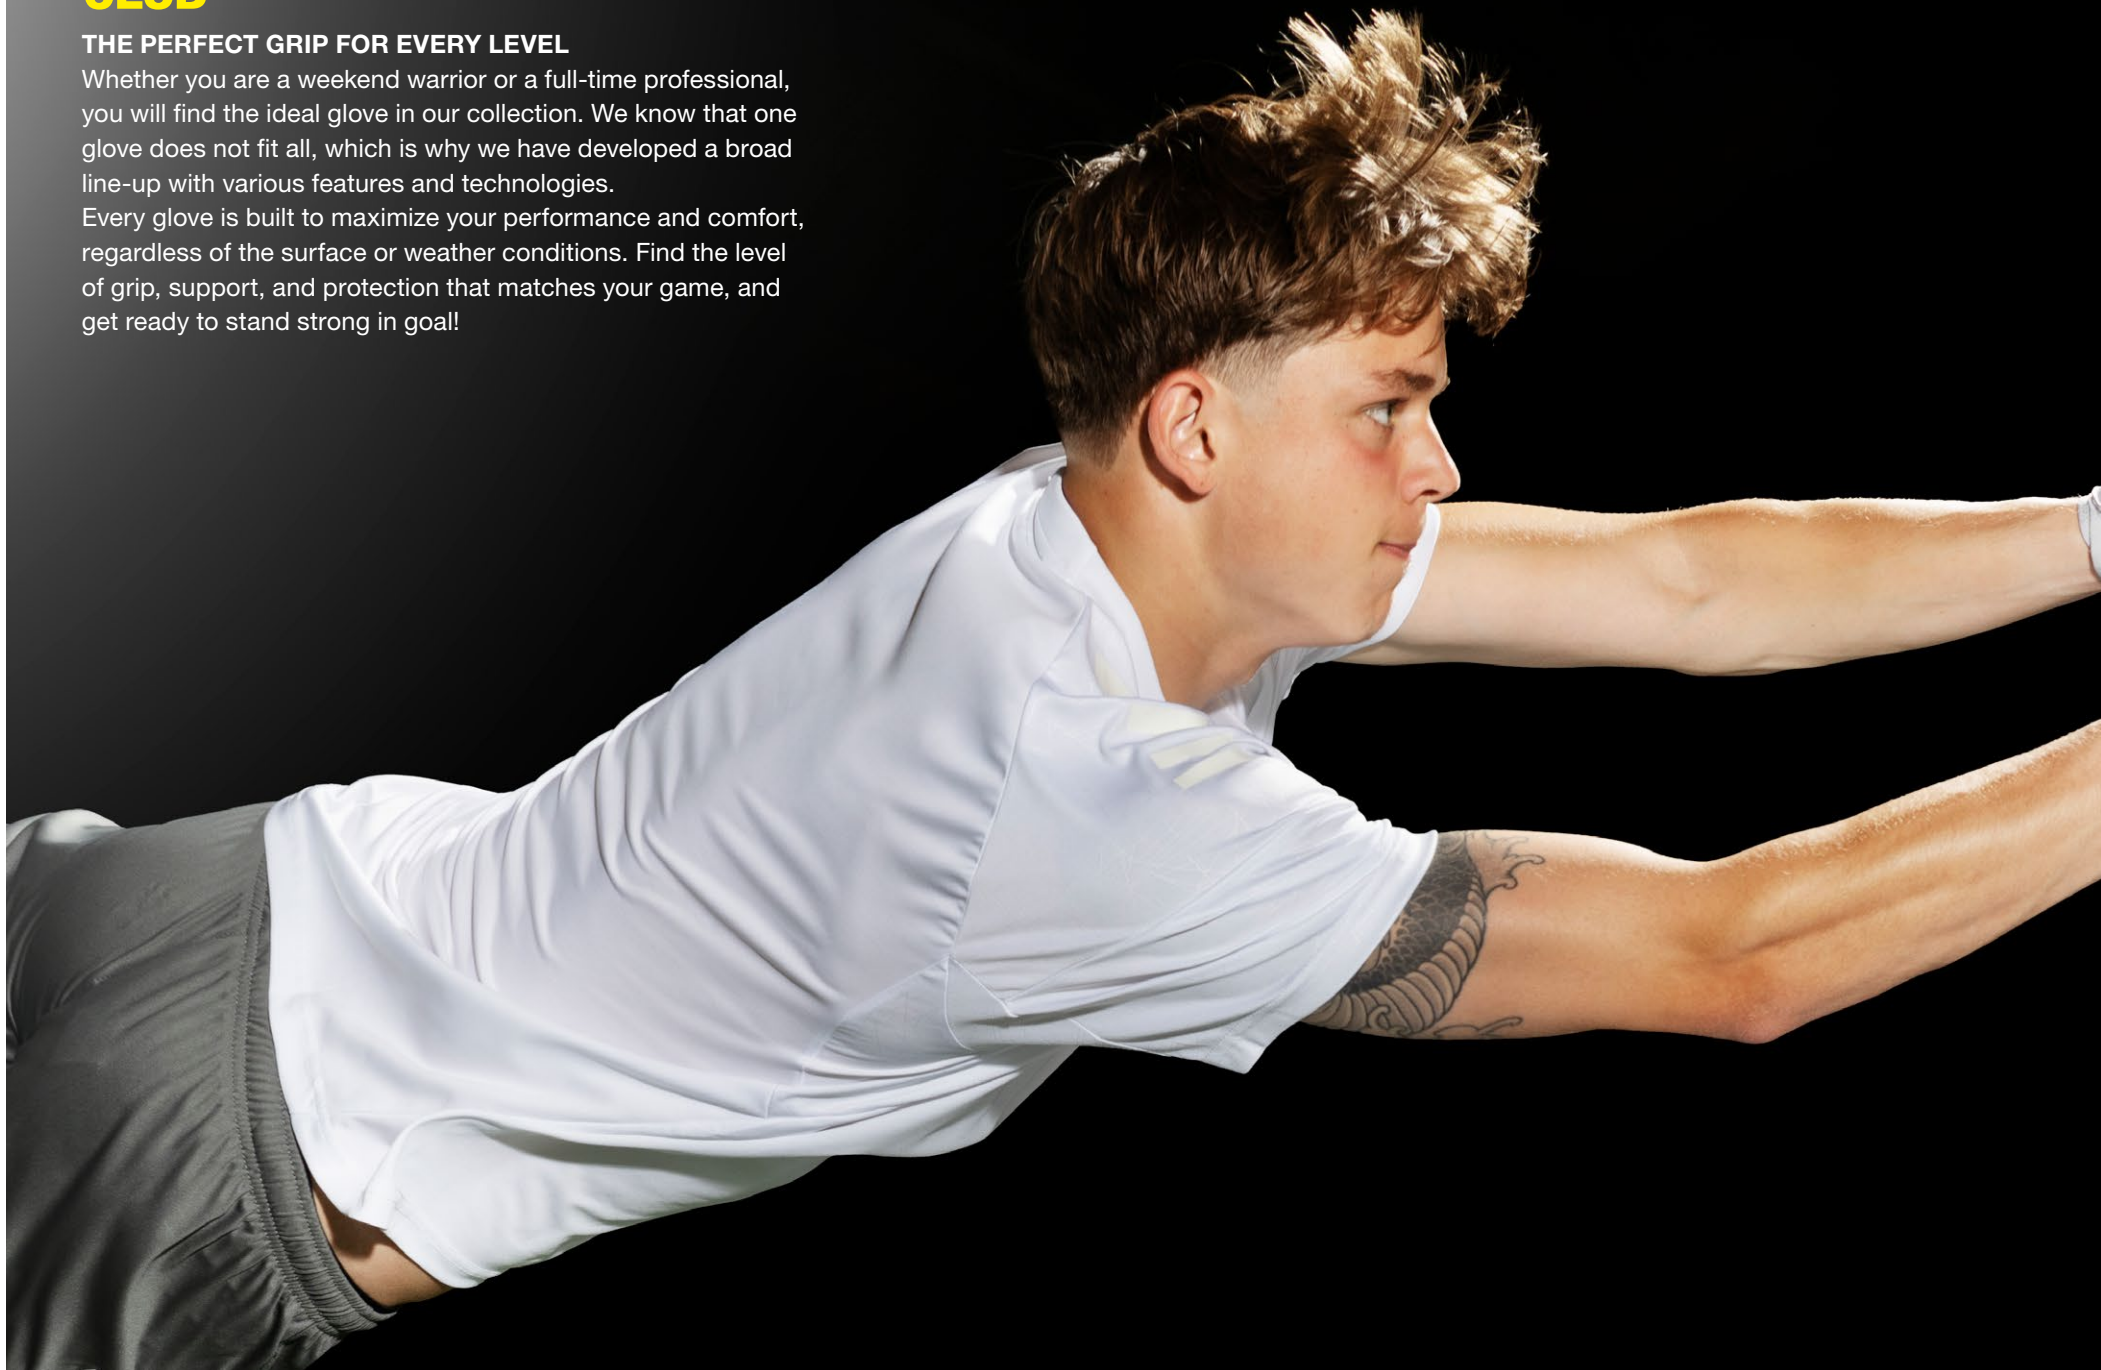 THE PERFECT GRIP FOR EVERY LEVEL
Whether you are a weekend warrior or a full-time professional,
you will find the ideal glove in our collection. We know that one
glove does not fit all, which is why we have developed a broad
line-up with various features and technologies.
Every glove is built to maximize your performance and comfort,
regardless of the surface or weather conditions. Find the level
of grip, support, and protection that matches your game, and
get ready to stand strong in goal!